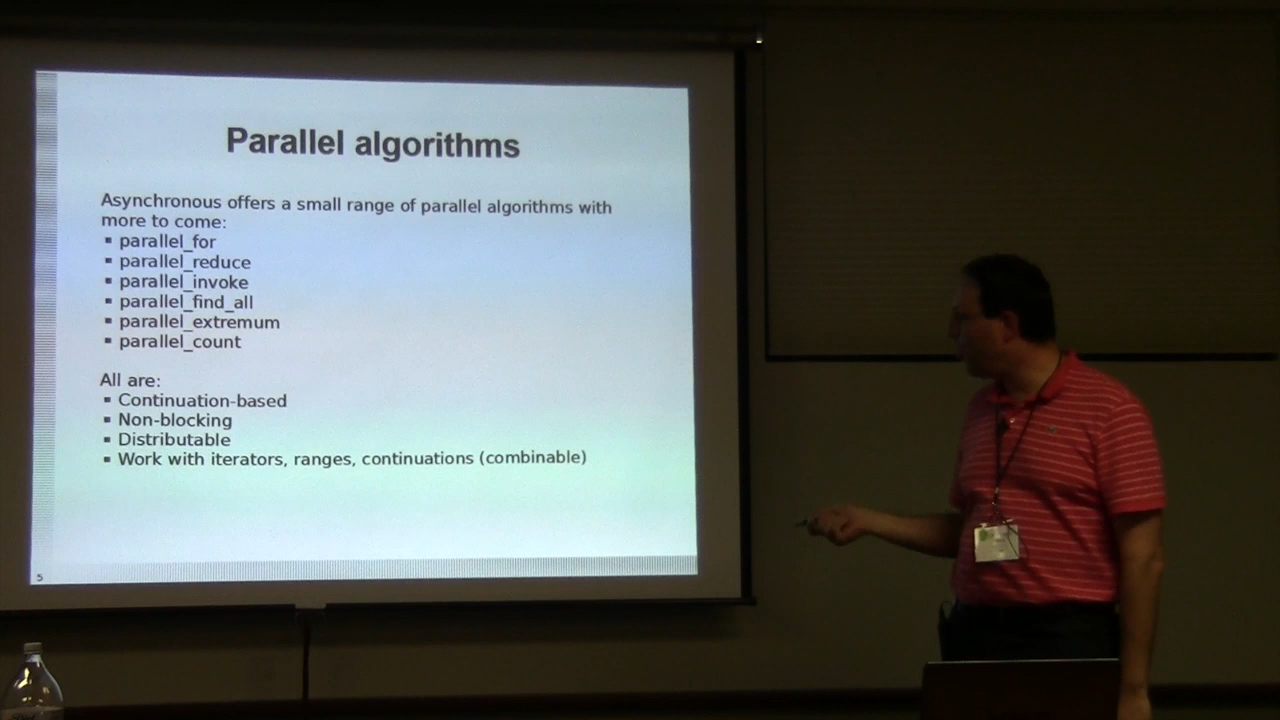 Parallel algorithms
Asynchronous offers a small range of parallel algorithms with
more to come:
▪ parallel_for
▪ parallel_reduce
▪ parallel_invoke
▪ parallel_find_all
▪ parallel_extremum
▪ parallel_count
All are:
▪ Continuation-based
▪ Non-blocking
▪ Distributable
▪ Work with iterators, ranges, continuations (combinable)
5